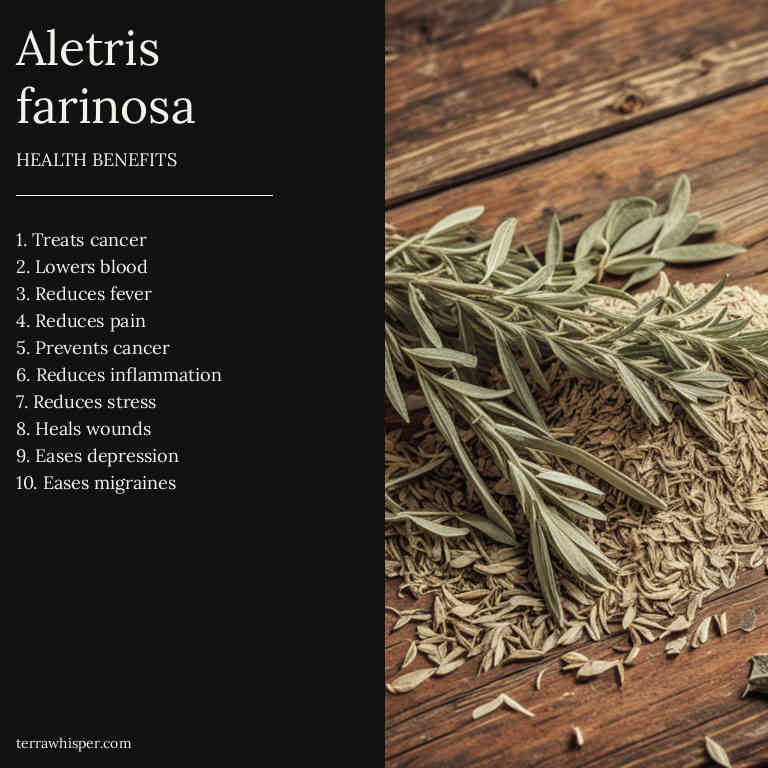 Aletris
farinosa
HEALTH BENEFITS
1. Treats cancer
2. Lowers blood
3. Reduces fever
4. Reduces pain
5. Prevents cancer
6. Reduces inflammation
7. Reduces stress
8. Heals wounds
9. Eases depression
10. Eases migraines
terrawhisper.com